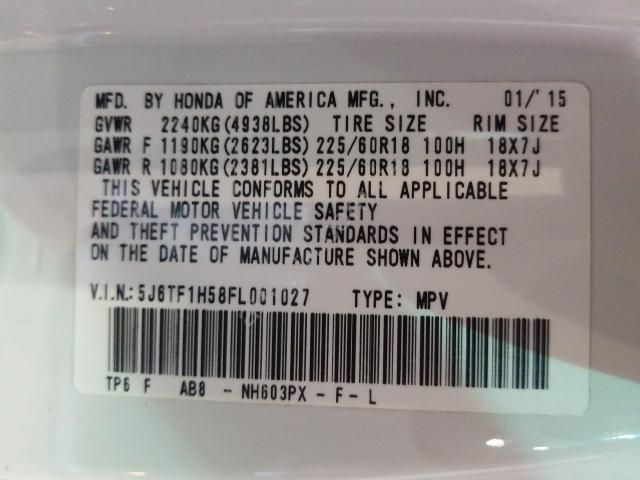 MFD. BY HONDA OF AMERICA MFG., INC. 01/'15
GVWR 2240KG(4938LBS) TIRE SIZE RIM SIZE
GAWR F 1190KG(2623LBS) 225/60R18 100H 18X7J
GAWR R 1080KG(2381LBS) 225/60R18 100H 18X7J
THIS VEHICLE CONFORMS TO ALL APPLICABLE
FEDERAL MOTOR VEHICLE SAFETY
AND THEFT PREVENTION STANDARDS IN EFFECT
ON THE DATE OF MANUFACTURE SHOWN ABOVE.
V.I.N.: 5J6TF1H58FL001027 TYPE: MPV
TP6 F AB8 - NH603PX - F - L